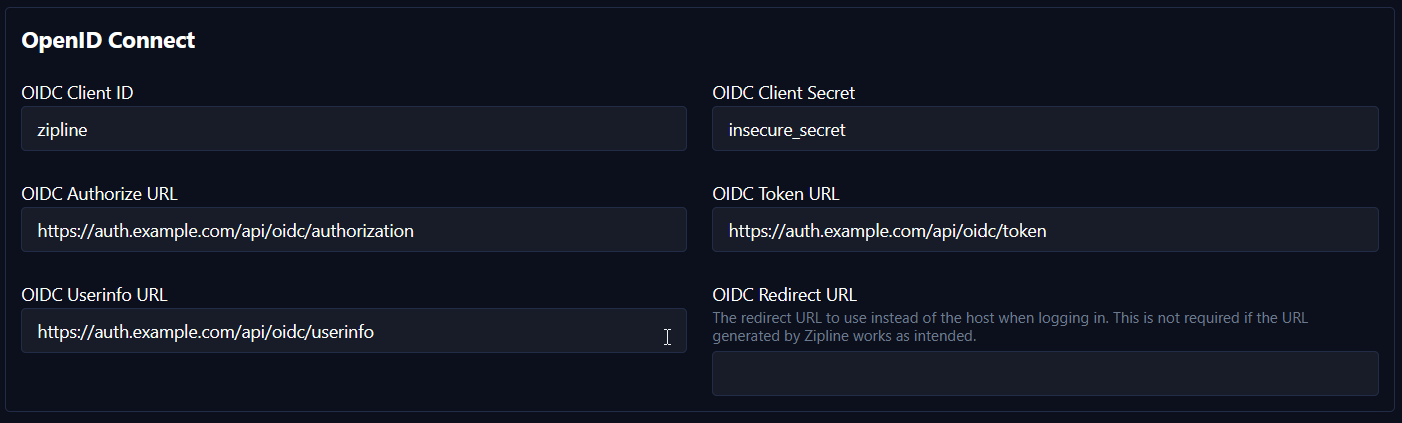 OpenID Connect
OIDC Client ID
zipline
OIDC Client Secret
insecure_secret
OIDC Authorize URL
https://auth.example.com/api/oidc/authorization
OIDC Token URL
https://auth.example.com/api/oidc/token
OIDC Userinfo URL
https://auth.example.com/api/oidc/userinfo
OIDC Redirect URL
The redirect URL to use instead of the host when logging in. This is not required if the URL
generated by Zipline works as intended.